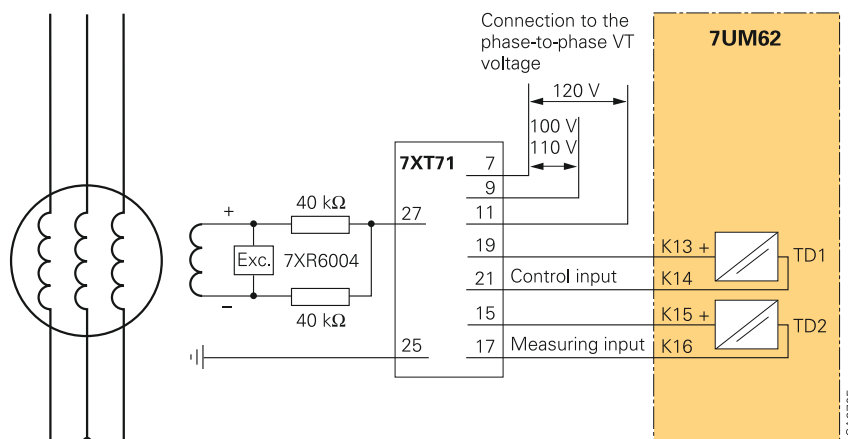 Connection to the
phase-to-phase VT
voltage
7UM62
120 V
100 V
110 V
7XT71
7
9
11
27
40 kΩ
+
Exc.
7XR6004
–
40 kΩ
19
K13 +
TD1
21
Control input
K14
15
K15 +
TD2
25
17
Measuring input
K16